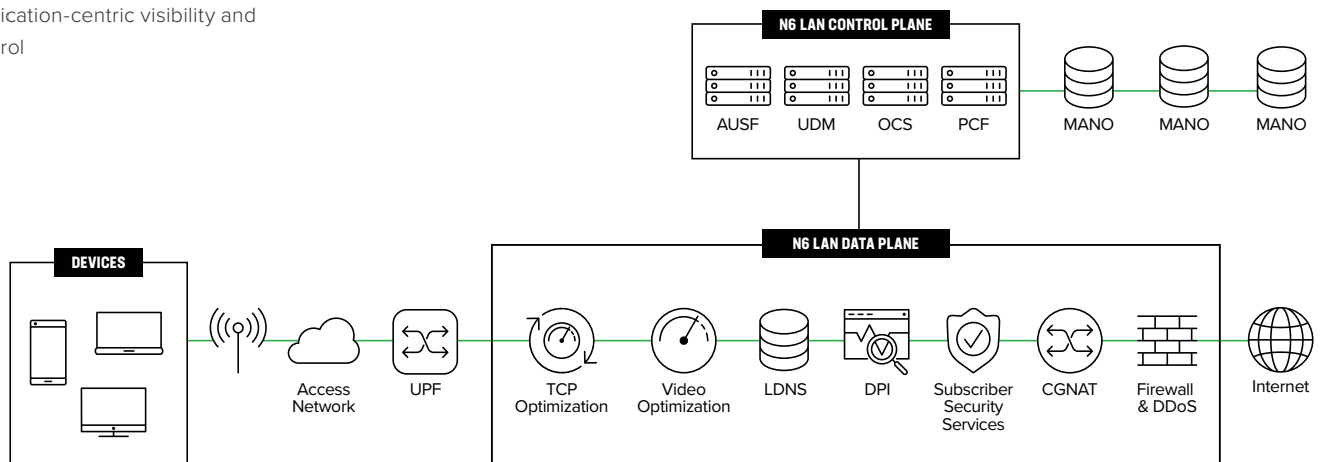 ication-centric visibility and
rol
N6 LAN CONTROL PLANE
AUSF
UDM
OCS
PCF
MANO
MANO
MANO
N6 LAN DATA PLANE
DEVICES
Access
Network
UPF
TCP
Optimization
Video
Optimization
LDNS
DPI
Subscriber
Security
Services
CGNAT
Firewall
& DDoS
Internet